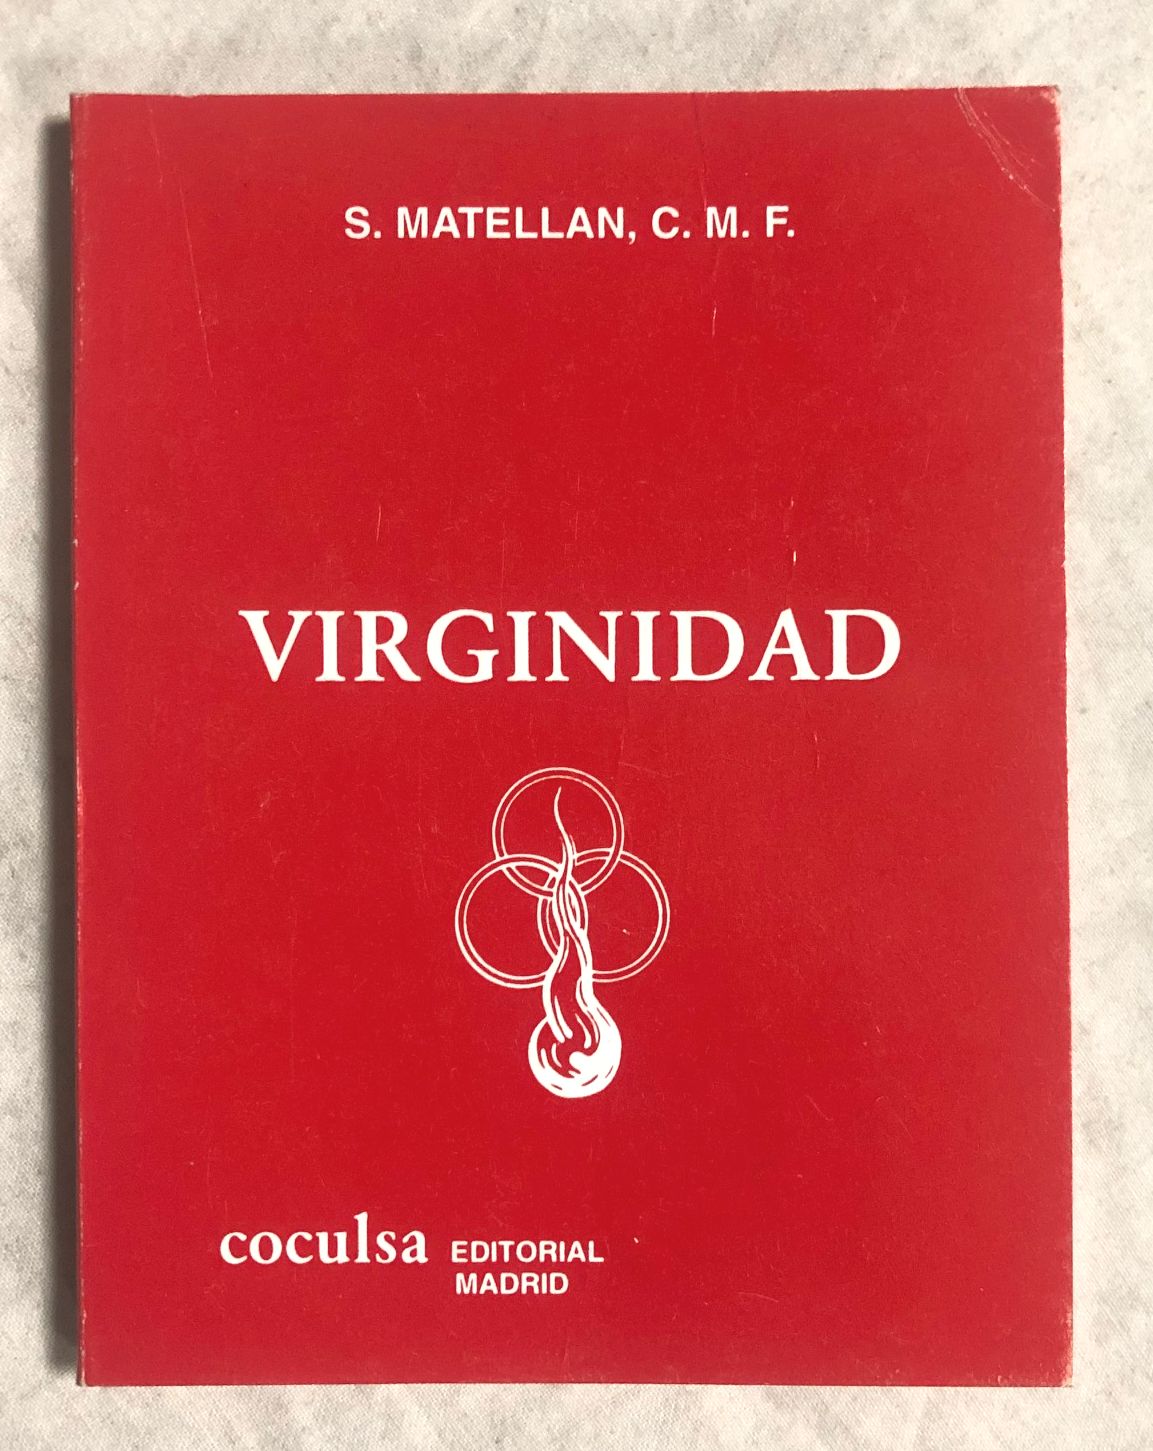 S. MATELLAN, C. M. F.
VIRGINIDAD
coculsa EDITORIAL
MADRID